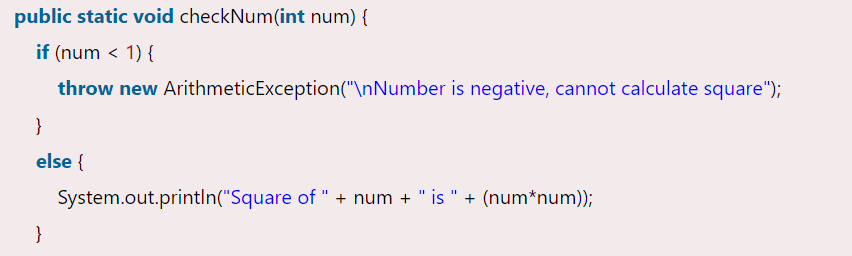 public static void checkNum(int num) {
if (num < 1) {
throw new ArithmeticException("\nNumber is negative, cannot calculate square");
}
else {
System.out.println("Square of " + num + " is " + (num*num));
}